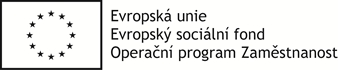 Evropská unie
Evropský sociální fond
Operační program Zaměstnanost